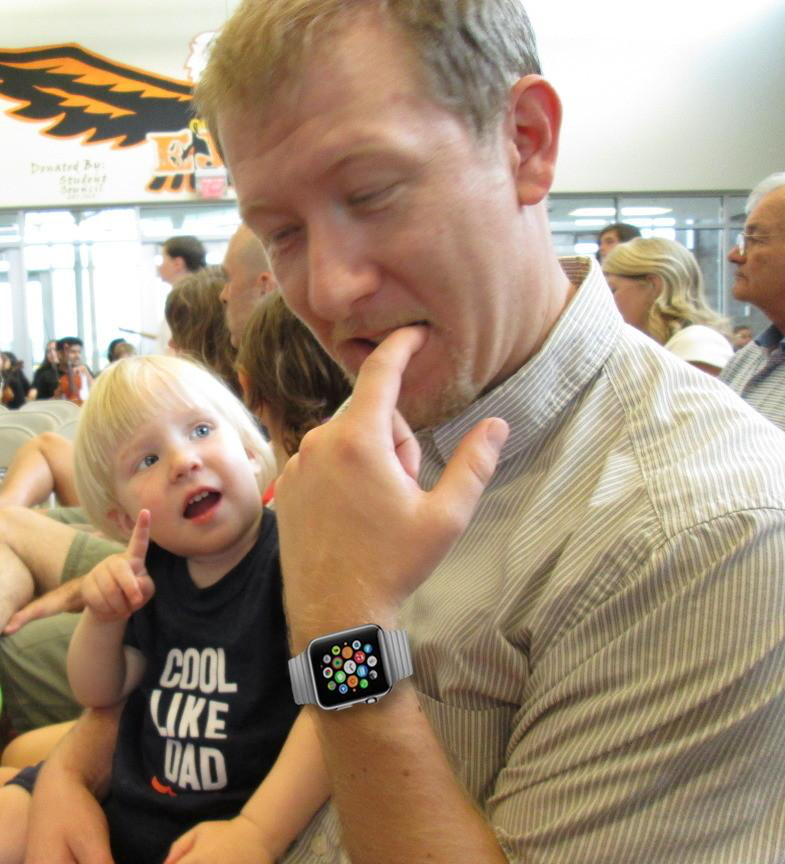 Donated By:
Student
Council
COOL
LIKE
DAD